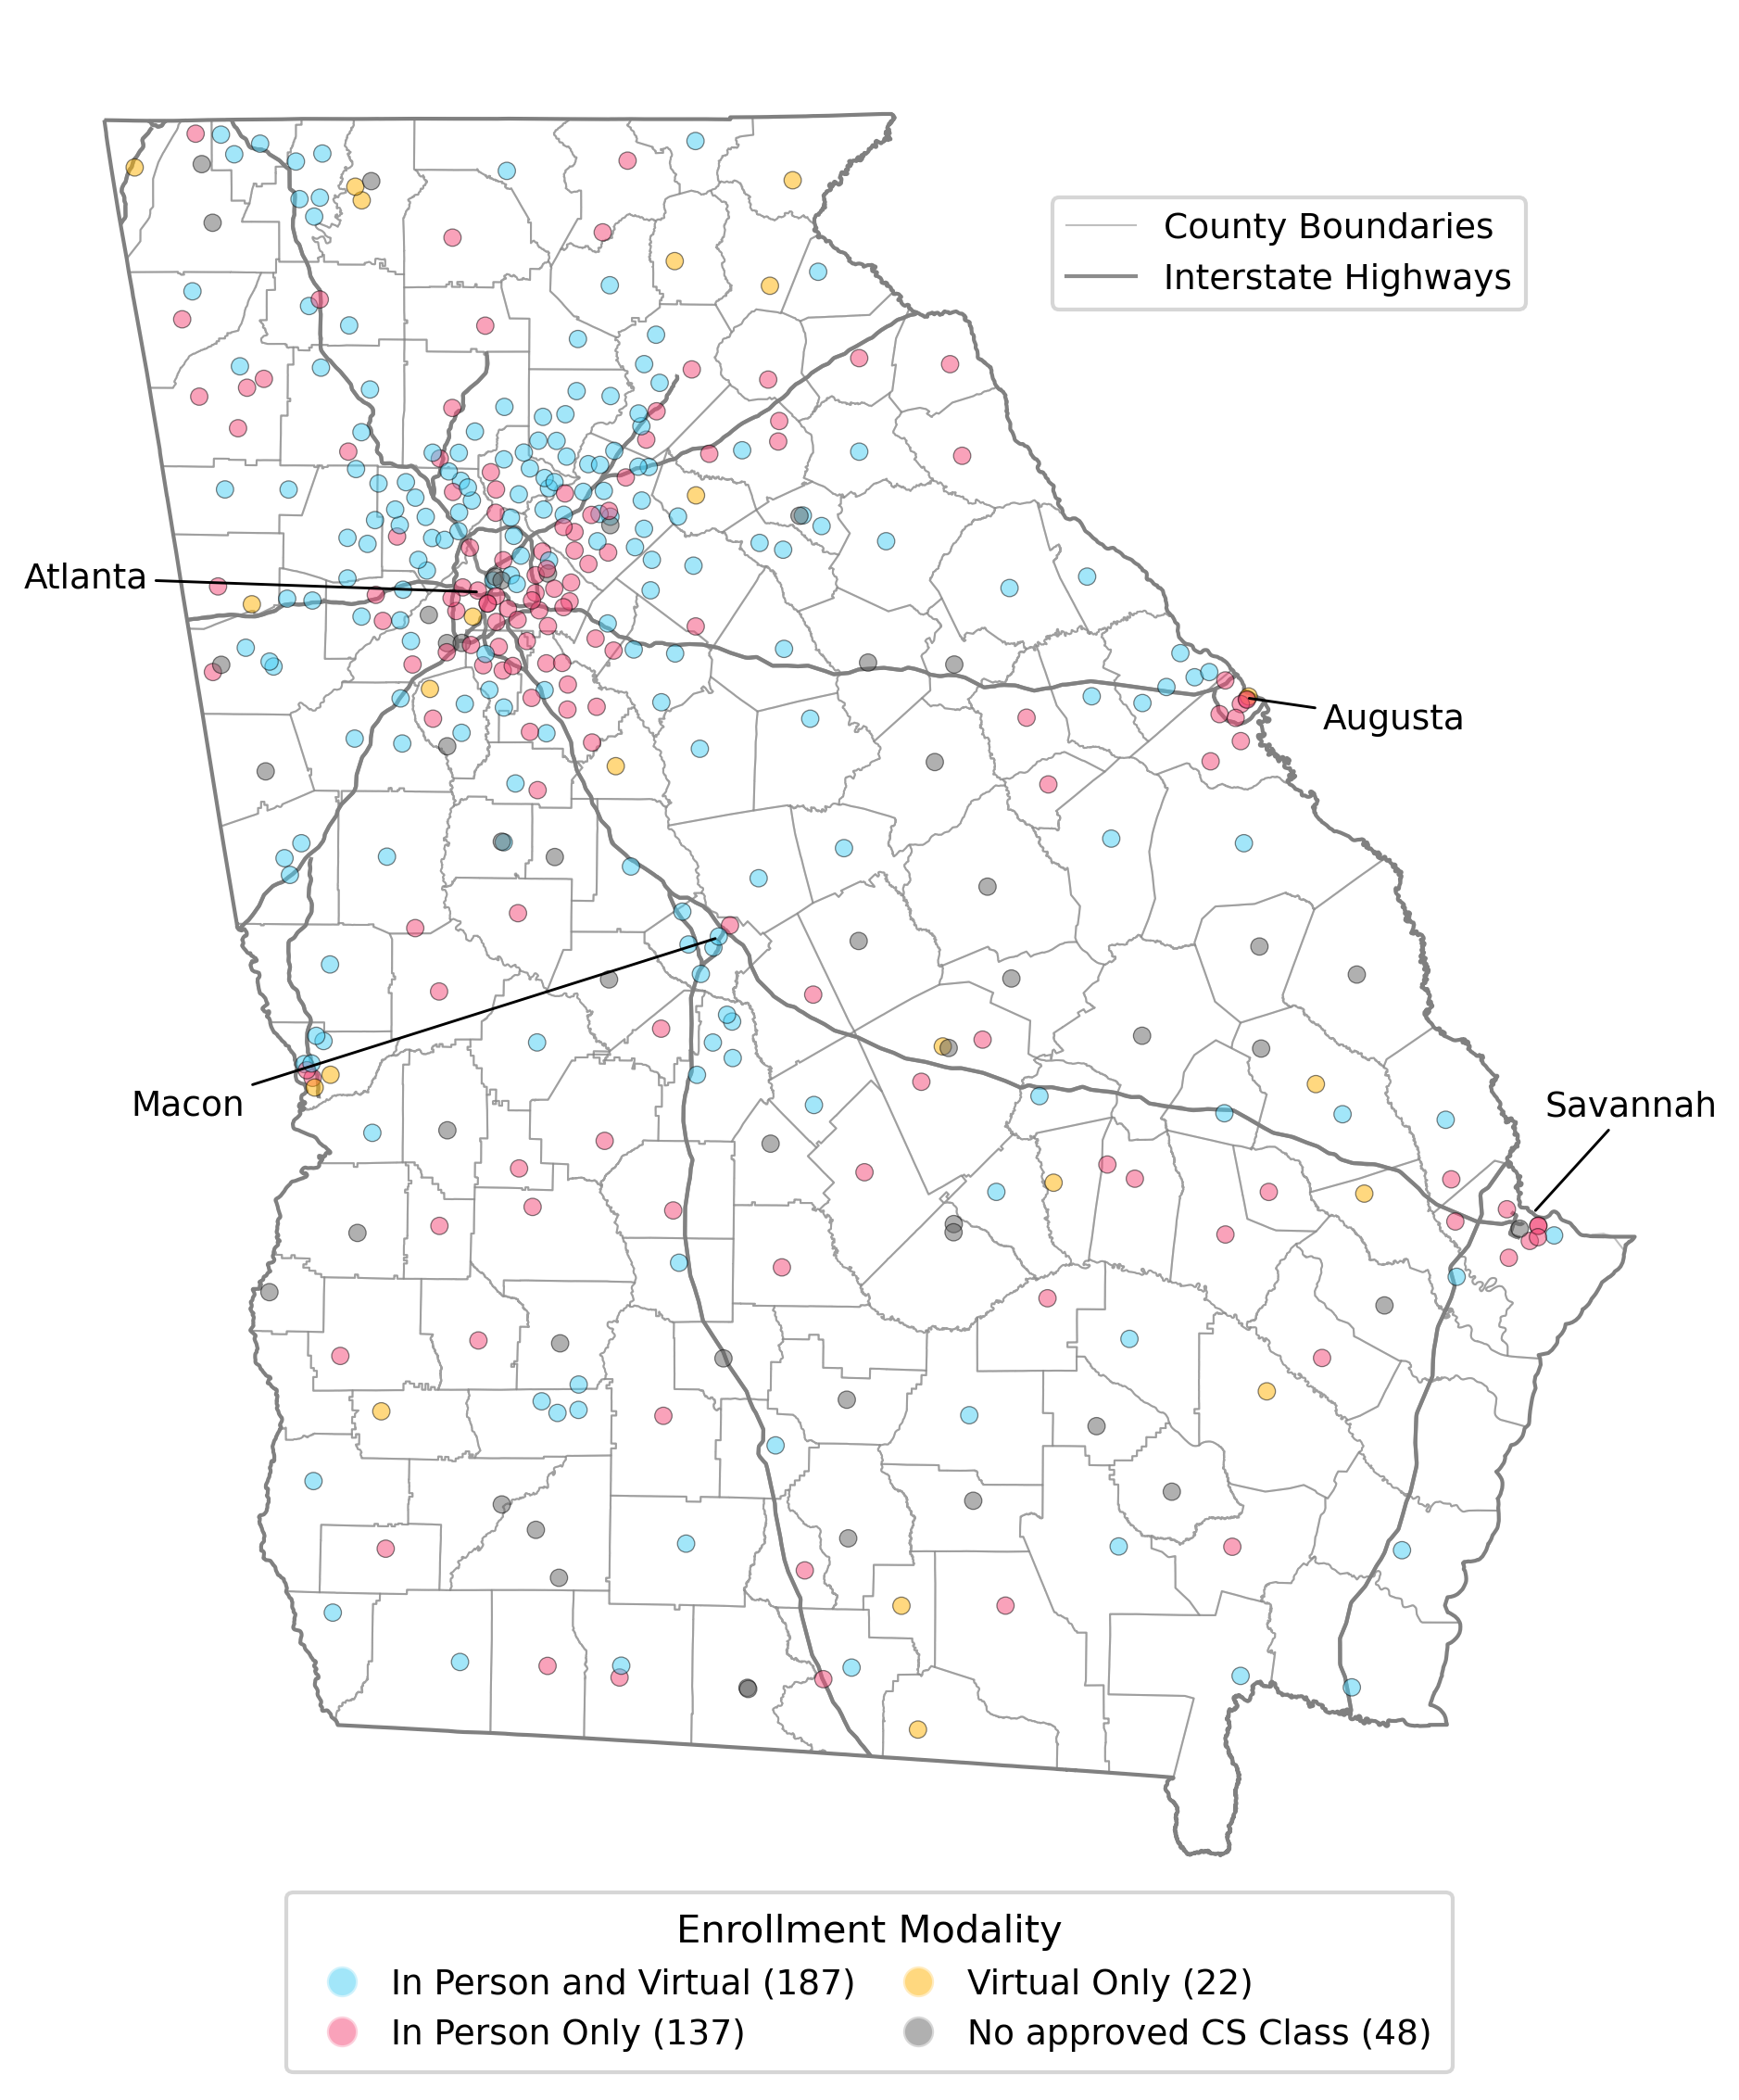 County Boundaries
Interstate Highways
Atlanta
Augusta
Macon
Savannah
Enrollment Modality
In Person and Virtual (187)
Virtual Only (22)
In Person Only (137)
No approved CS Class (48)